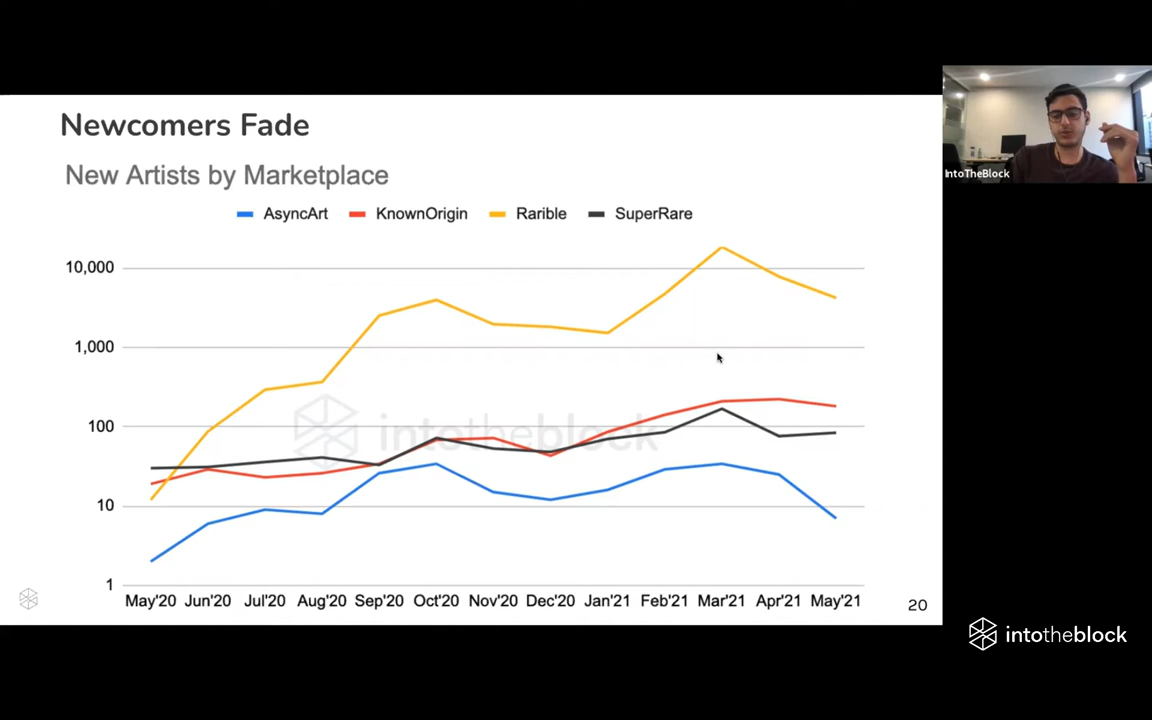 Newcomers Fade
New Artists by Marketplace
AsyncArt KnownOrigin Rarible SuperRare
10,000
1,000
100
10
1
May'20 Jun'20 Jul'20 Aug'20 Sep'20 Oct'20 Nov'20 Dec'20 Jan'21 Feb'21 Mar'21 Apr'21 May'21
intotheblock
20
IntoTheBlock
intotheblock